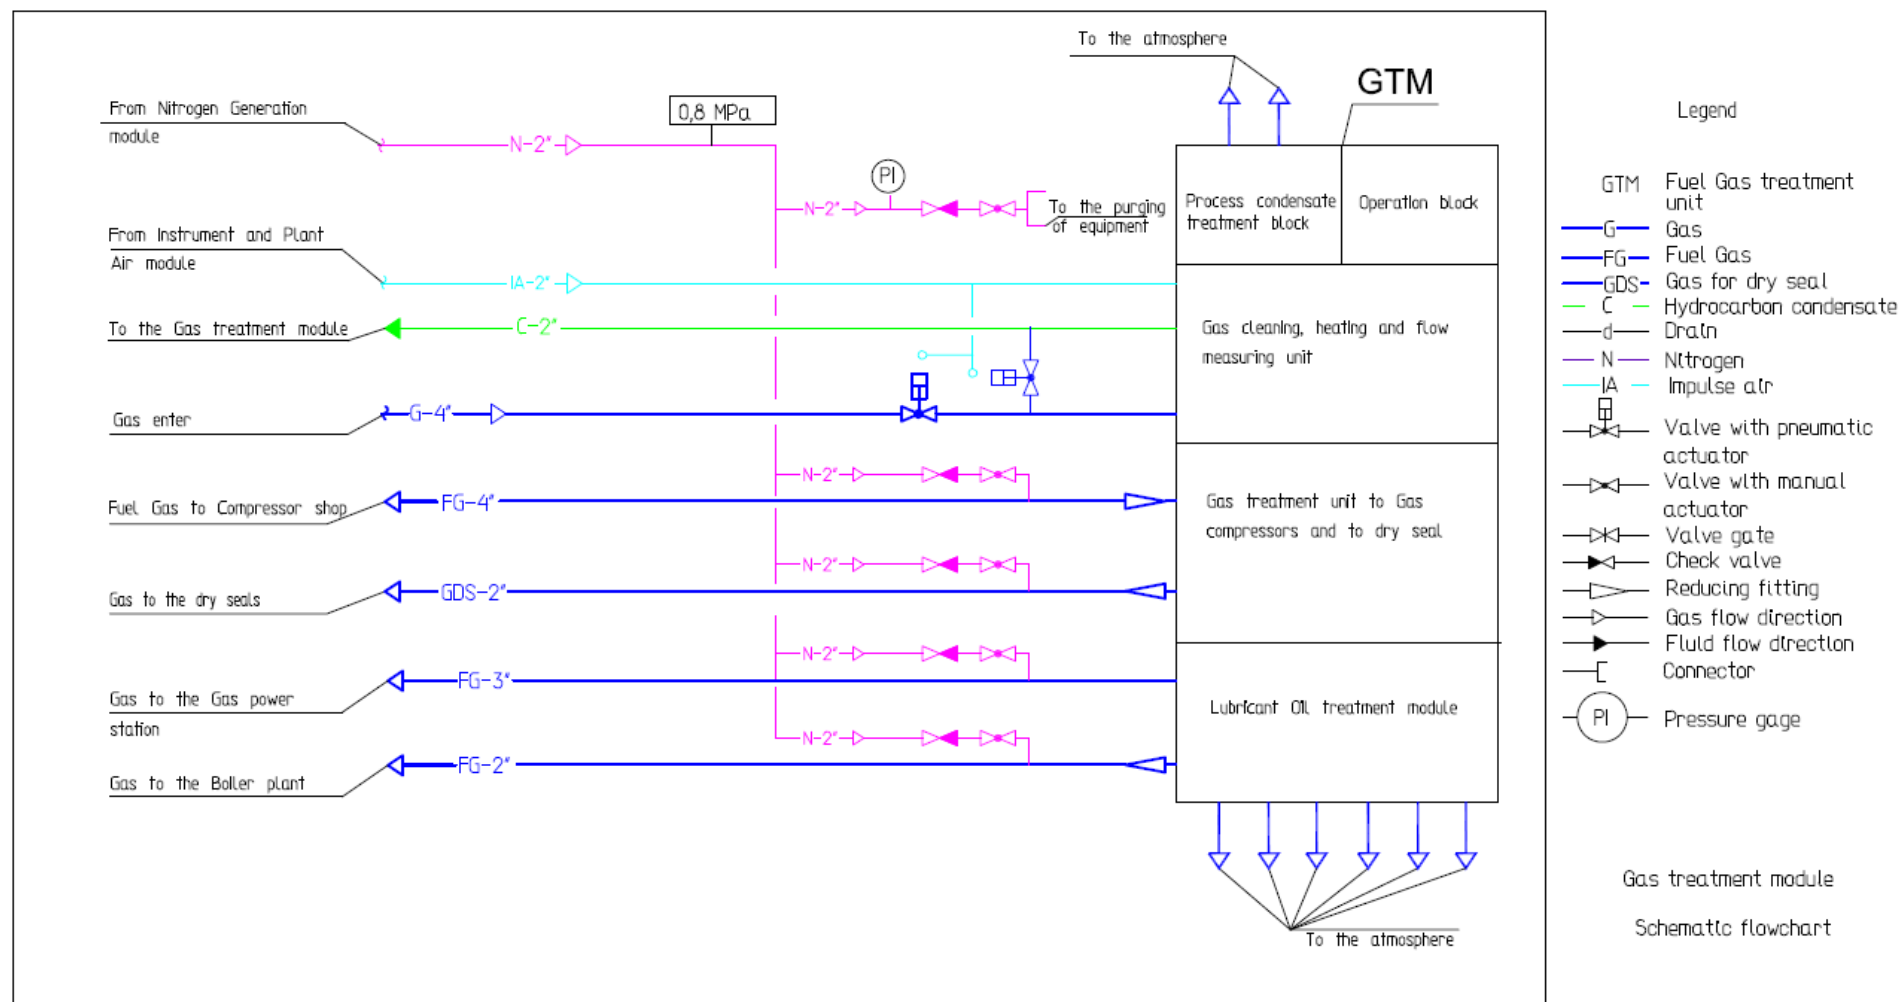 To the atmosphere
GTM
From Nitrogen Generation
module
0,8 MPa
N-2"
PI
N-2"
To the purging
of equipment
Process condensate
treatment block
Operation block
From Instrument and Plant
Air module
IA-2"
To the Gas treatment module
C-2"
Gas cleaning, heating and flow
measuring unit
Gas enter
G-4"
N-2"
Fuel Gas to Compressor shop
FG-4"
Gas treatment unit to Gas
compressors and to dry seal
N-2"
Gas to the dry seals
GDS-2"
N-2"
Gas to the Gas power
station
FG-3"
Lubricant Oil treatment module
N-2"
Gas to the Boiler plant
FG-2"
To the atmosphere
Legend
GTM Fuel Gas treatment
unit
G Gas
FG Fuel Gas
GDS Gas for dry seal
C Hydrocarbon condensate
d Drain
N Nitrogen
IA Impulse air
Valve with pneumatic
actuator
Valve with manual
actuator
Valve gate
Check valve
Reducing fitting
Gas flow direction
Fluid flow direction
Connector
PI Pressure gage
Gas treatment module
Schematic flowchart